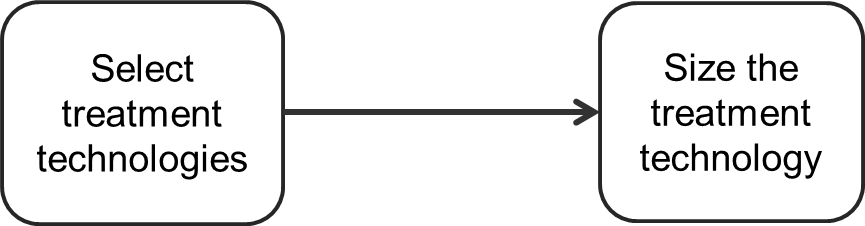 Select
treatment
technologies
Size the
treatment
technology